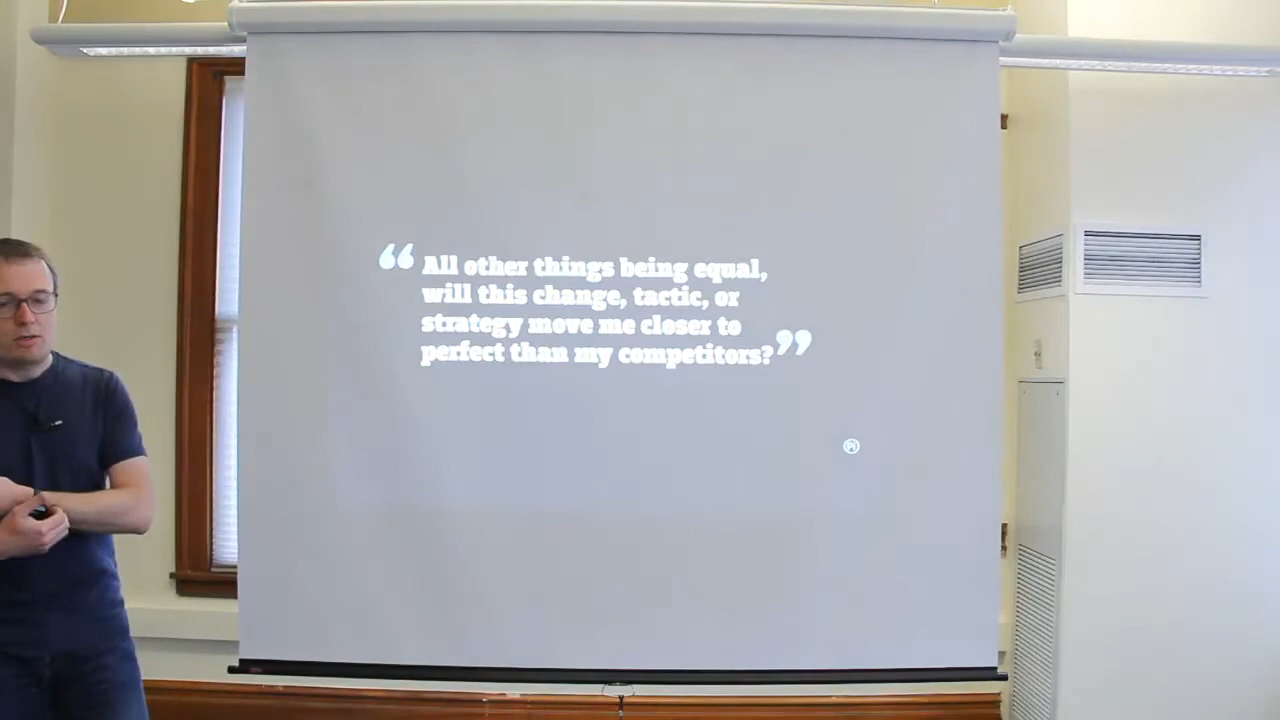 “ All other things being equal,
will this change, tactic, or
strategy move me closer to
perfect than my competitors? ”